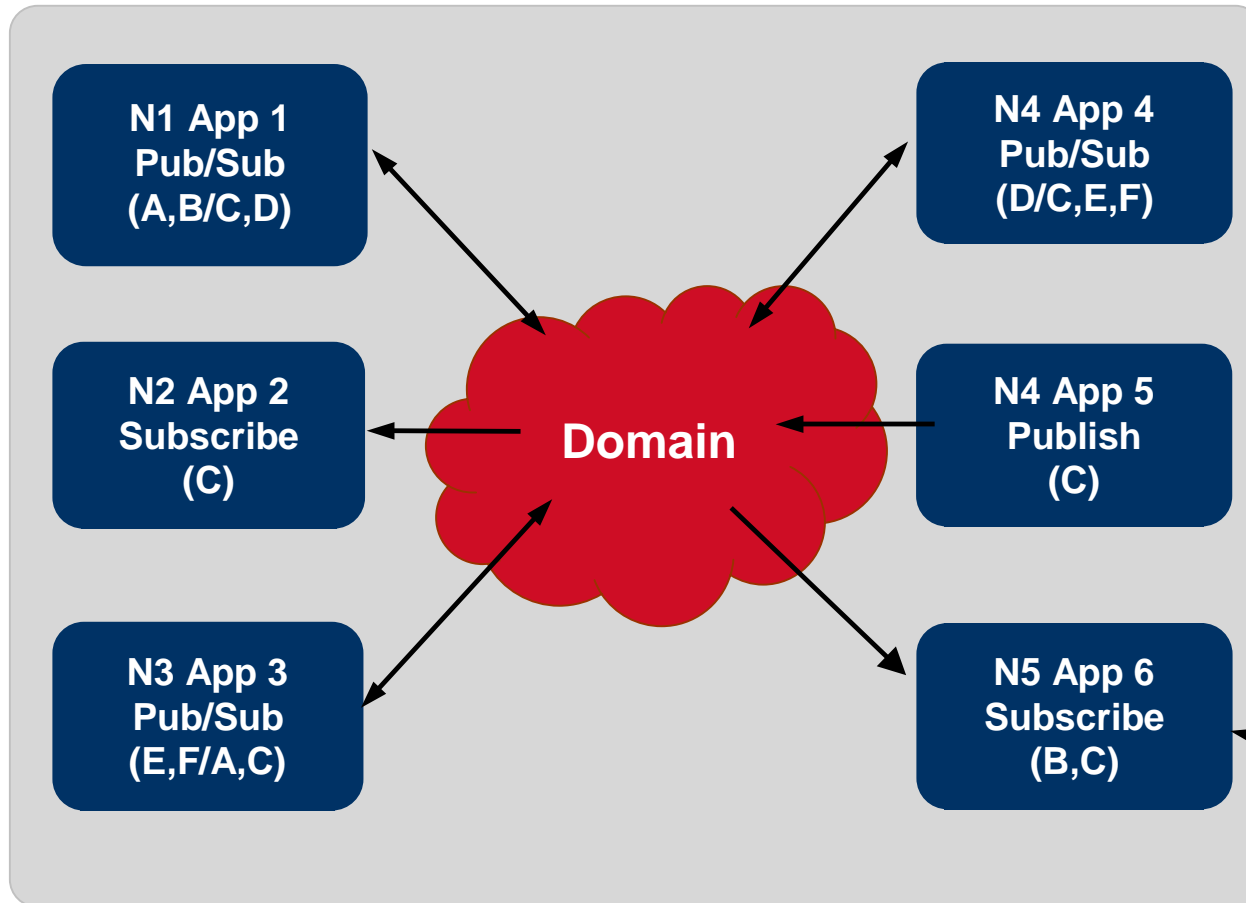 N1 App 1
Pub/Sub
(A,B/C,D)
N4 App 4
Pub/Sub
(D/C,E,F)
N2 App 2
Subscribe
(C)
Domain
N4 App 5
Publish
(C)
N3 App 3
Pub/Sub
(E,F/A,C)
N5 App 6
Subscribe
(B,C)